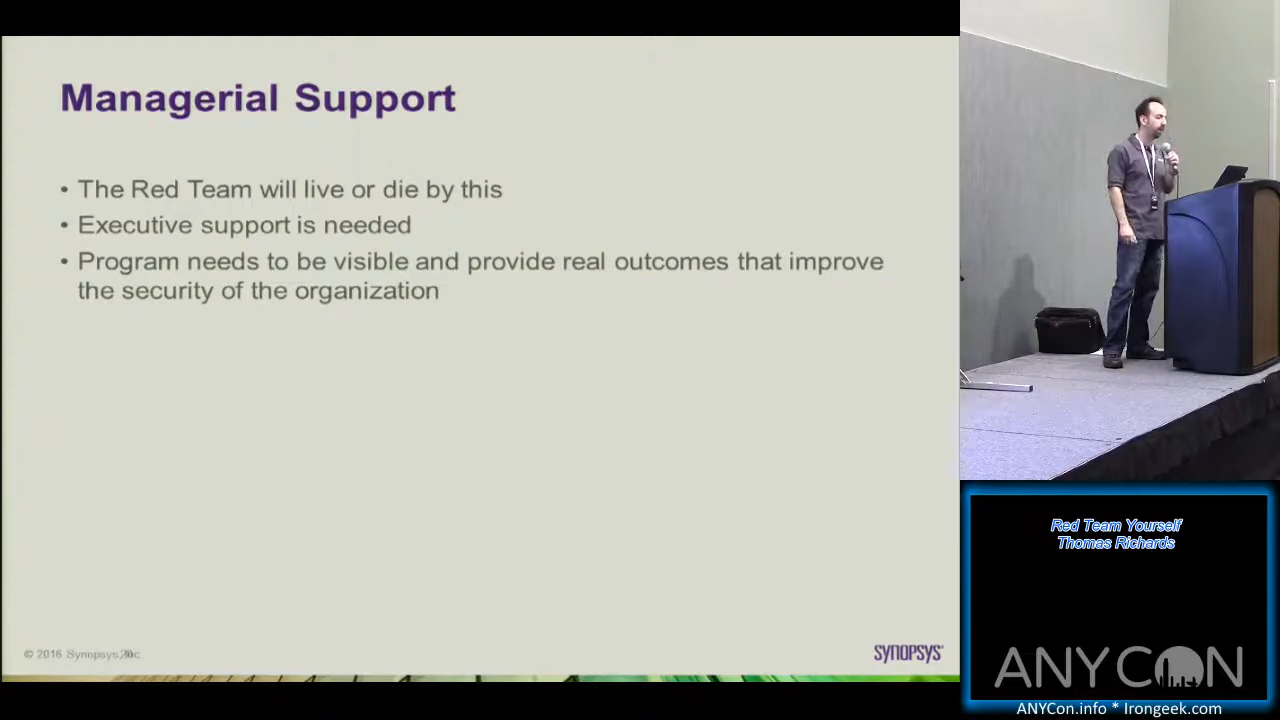 Managerial Support
• The Red Team will live or die by this
• Executive support is needed
• Program needs to be visible and provide real outcomes that improve
the security of the organization
© 2016 Synopsys, Inc.
SYNOPSYS®
Red Team Yourself
Thomas Richards
ANYCON
ANYCon.info * Irongeek.com